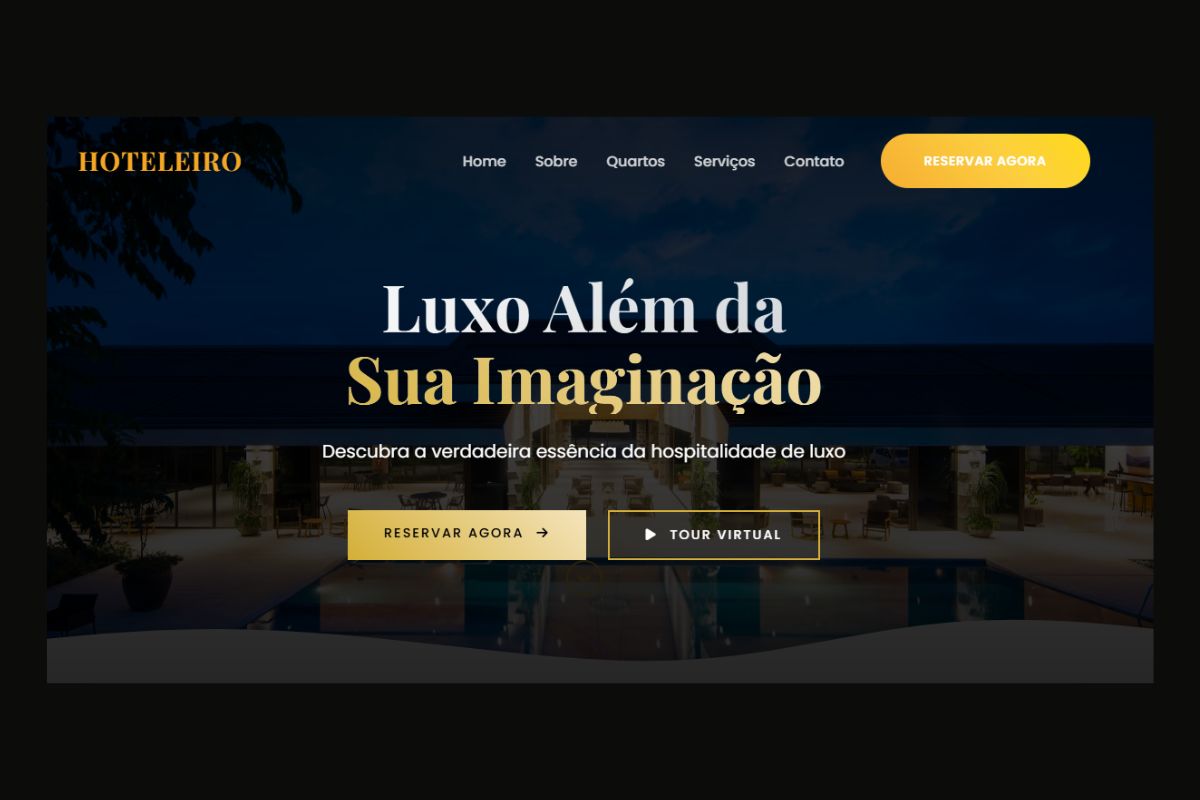 HOTELEIRO
Home Sobre Quartos Serviços Contato RESERVAR AGORA
Luxo Além da
Sua Imaginação
Descubra a verdadeira essência da hospitalidade de luxo
RESERVAR AGORA
TOUR VIRTUAL